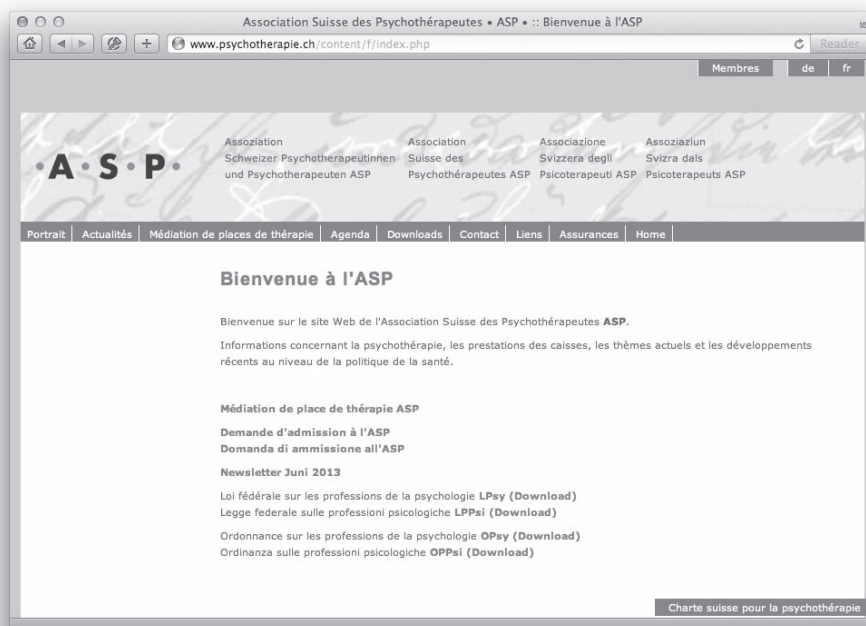 Association Suisse des Psychothérapeutes • ASP • :: Bienvenue à l'ASP
www.psychotherapie.ch/content/f/index.php
Reader
Membres
de
fr
·A·S·P·
Assoziation
Schweizer Psychotherapeutinnen
und Psychotherapeuten ASP
Association
Suisse des
Psychothérapeutes ASP
Associazione
Svizzera degli
Psicoterapeuti ASP
Assoziaziun
Svizra dals
Psicoterapeuts ASP
Portrait
Actualités
Médiation de places de thérapie
Agenda
Downloads
Contact
Liens
Assurances
Home
Bienvenue à l'ASP
Bienvenue sur le site Web de l'Association Suisse des Psychothérapeutes ASP.
Informations concernant la psychothérapie, les prestations des caisses, les thèmes actuels et les développements
récents au niveau de la politique de la santé.
Médiation de place de thérapie ASP
Demande d'admission à l'ASP
Domanda di ammissione all'ASP
Newsletter Juni 2013
Loi fédérale sur les professions de la psychologie LPsy (Download)
Legge federale sulle professioni psicologiche LPPsi (Download)
Ordonnance sur les professions de la psychologie OPsy (Download)
Ordinanza sulle professioni psicologiche OPPsi (Download)
Charte suisse pour la psychothérapie